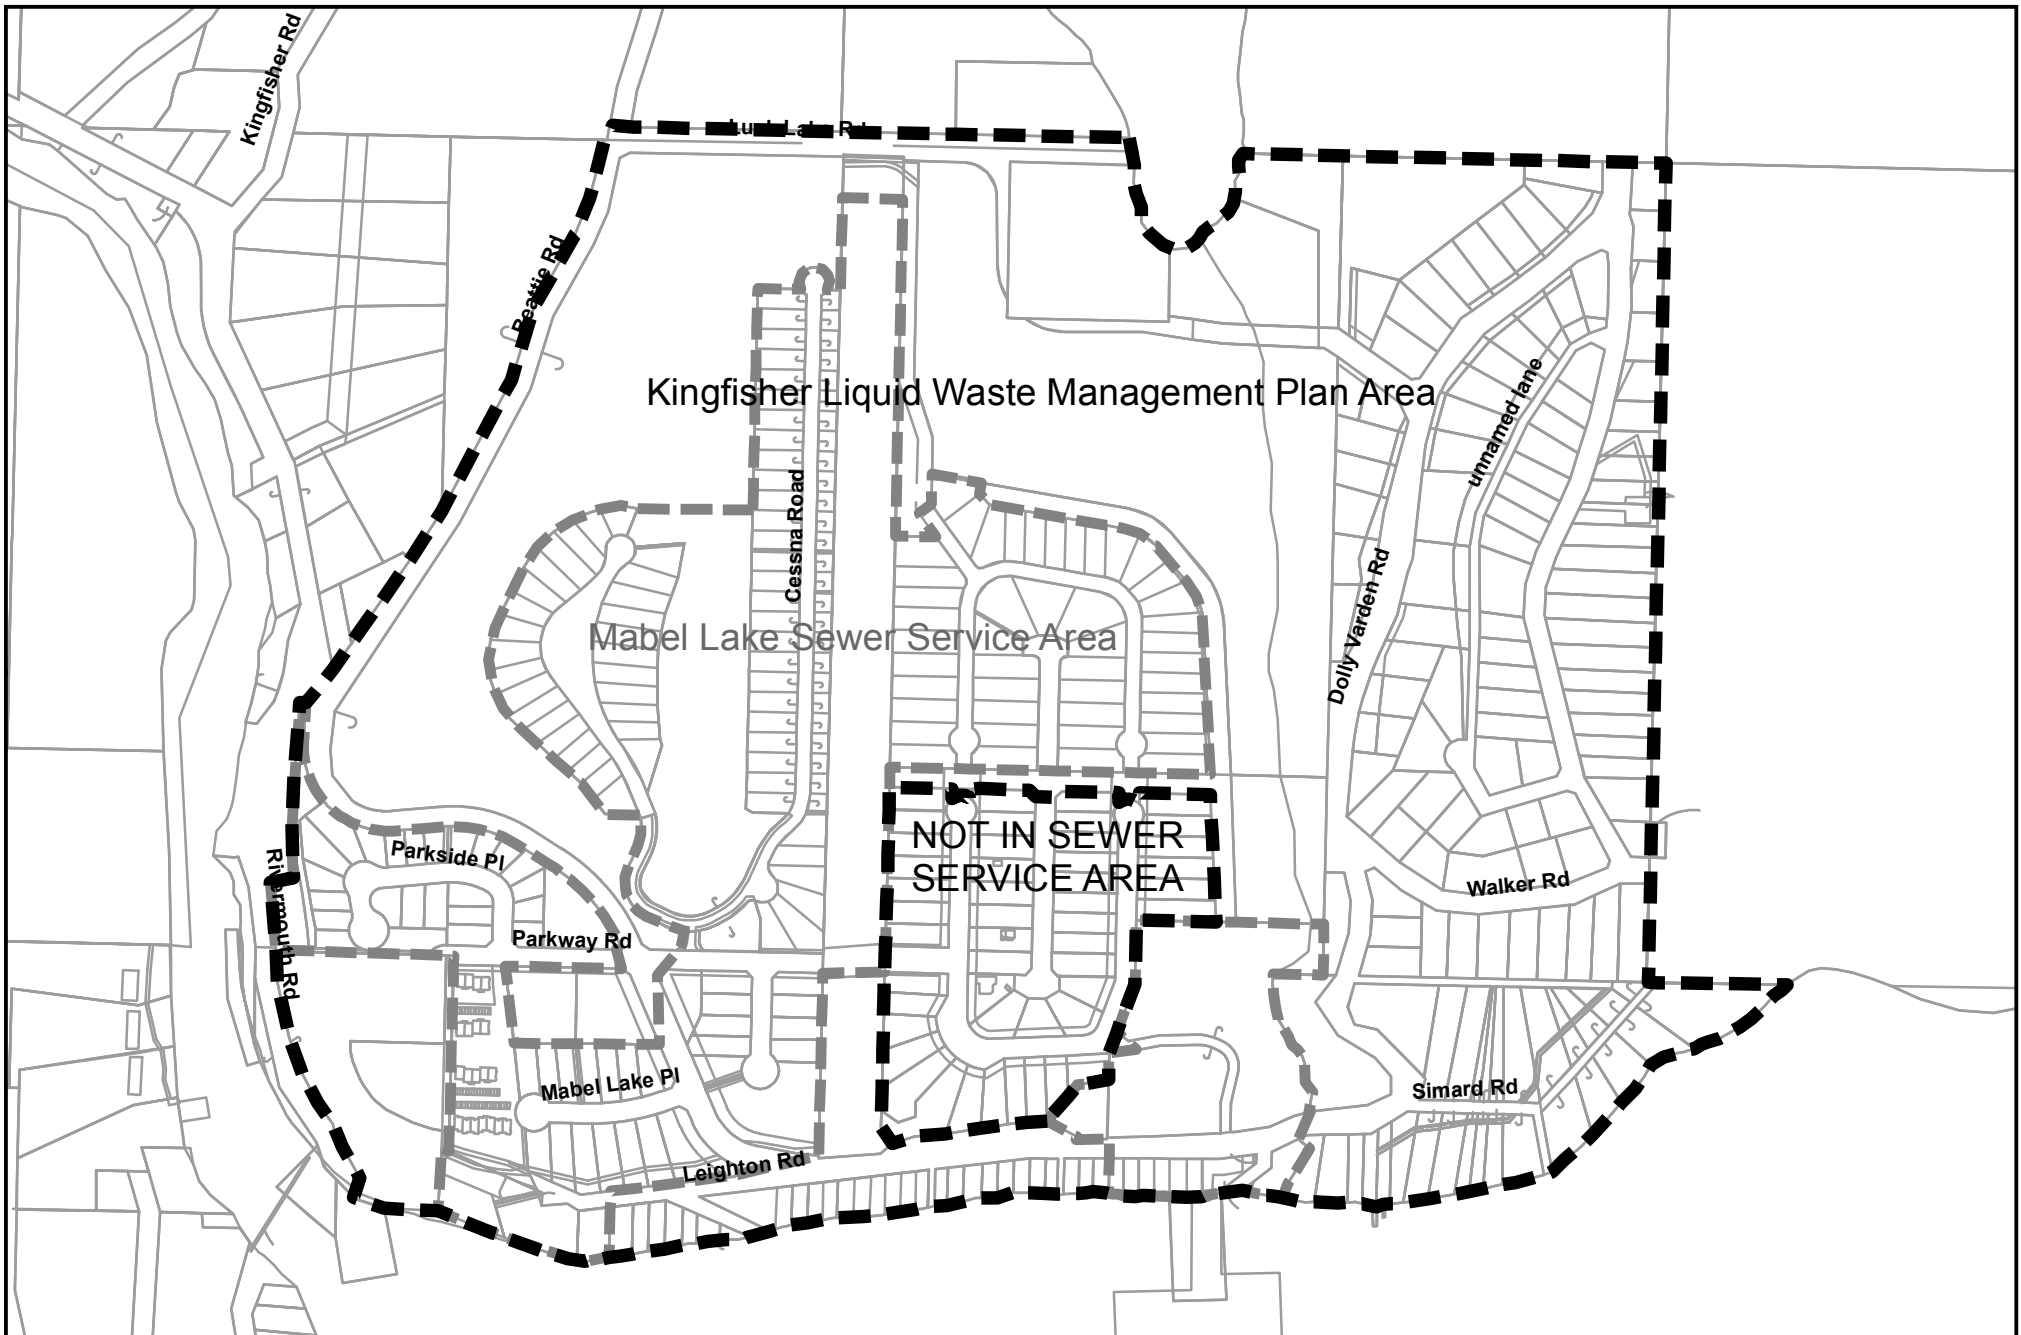 Kingfisher Rd
Beattie Rd
Kingfisher Liquid Waste Management Plan Area
unnamed lane
Cessna Road
Dolly Varden Rd
Mabel Lake Sewer Service Area
NOT IN SEWER
SERVICE AREA
Parkside Pl
Rivermouth Rd
Walker Rd
Parkway Rd
Mabel Lake Pl
Simard Rd
Leighton Rd